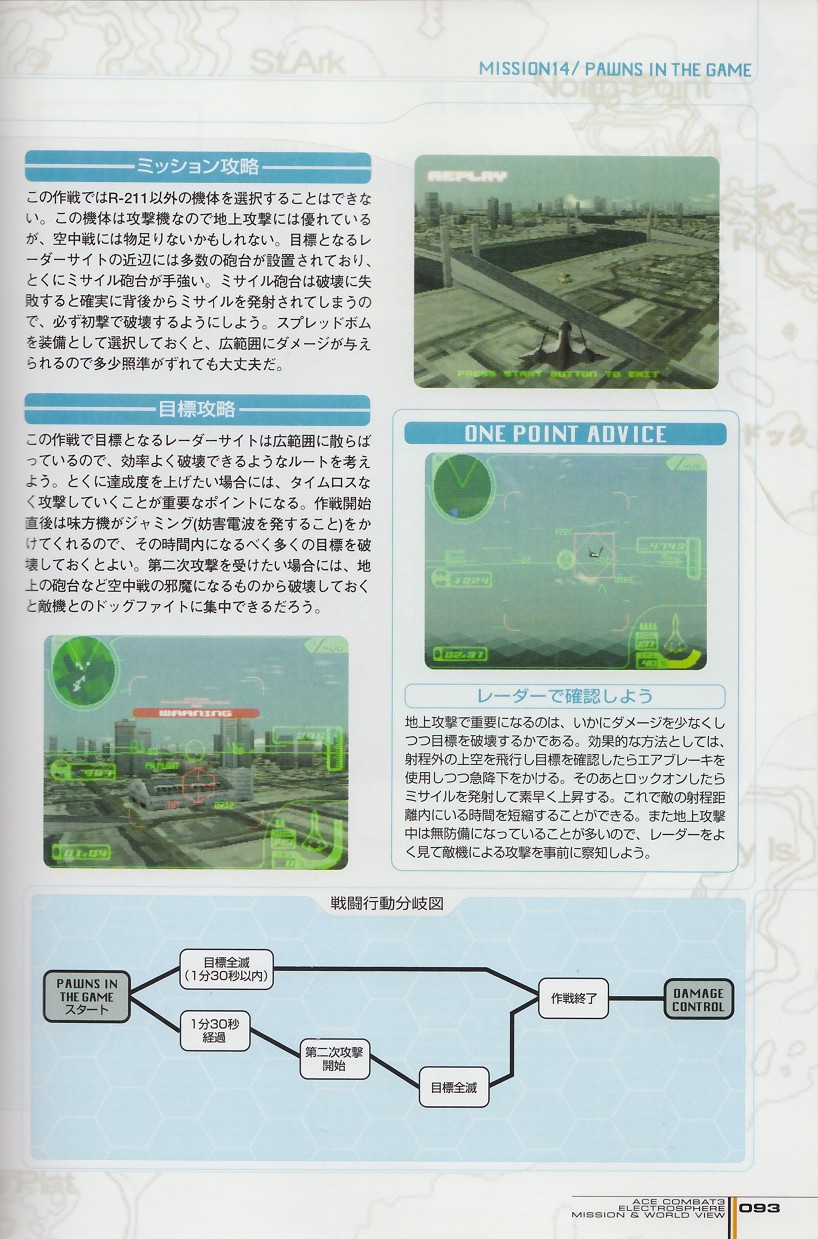 MISSION14/ PAWNS IN THE GAME
St.Ark
North Point
ミッション攻略
この作戦ではR-211以外の機体を選択することはできな
い。この機体は攻撃機なので地上攻撃には優れている
が、空中戦には物足りないかもしれない。目標となるレ
ーダーサイトの近辺には多数の砲台が設置されており、
とくにミサイル砲台が手強い。ミサイル砲台は破壊に失
敗すると確実に背後からミサイルを発射されてしまうの
で、必ず初撃で破壊するようにしよう。スプレッドボム
を装備として選択しておくと、広範囲にダメージが与え
られるので多少照準がずれても大丈夫だ。
目標攻略
この作戦で目標となるレーダーサイトは広範囲に散らば
っているので、効率よく破壊できるようなルートを考え
よう。とくに達成度を上げたい場合には、タイムロスな
く攻撃していくことが重要なポイントになる。作戦開始
直後は味方機がジャミング(妨害電波を発すること)をか
けてくれるので、その時間内になるべく多くの目標を破
壊しておくとよい。第二次攻撃を受けたい場合には、地
上の砲台など空中戦の邪魔になるものから破壊しておく
と敵機とのドッグファイトに集中できるだろう。
WARNING
REPLAY
PRESS START BUTTON TO EXIT
ONE POINT ADVICE
レーダーで確認しよう
地上攻撃で重要になるのは、いかにダメージを少なくし
つつ目標を破壊するかである。効果的な方法としては、
射程外の上空を飛行し目標を確認したらエアブレーキを
使用しつつ急降下をかける。そのあとロックオンしたら
ミサイルを発射して素早く上昇する。これで敵の射程距
離内にいる時間を短縮することができる。また地上攻撃
中は無防備になっていることが多いので、レーダーをよ
く見て敵機による攻撃を事前に察知しよう。
ドック
戦闘行動分岐図
PAWNS IN
THE GAME
スタート
目標全滅
(1分30秒以内)
1分30秒
経過
第二次攻撃
開始
目標全滅
作戦終了
DAMAGE
CONTROL
ACE COMBAT3
ELECTROSPHERE
MISSION & WORLD VIEW
093